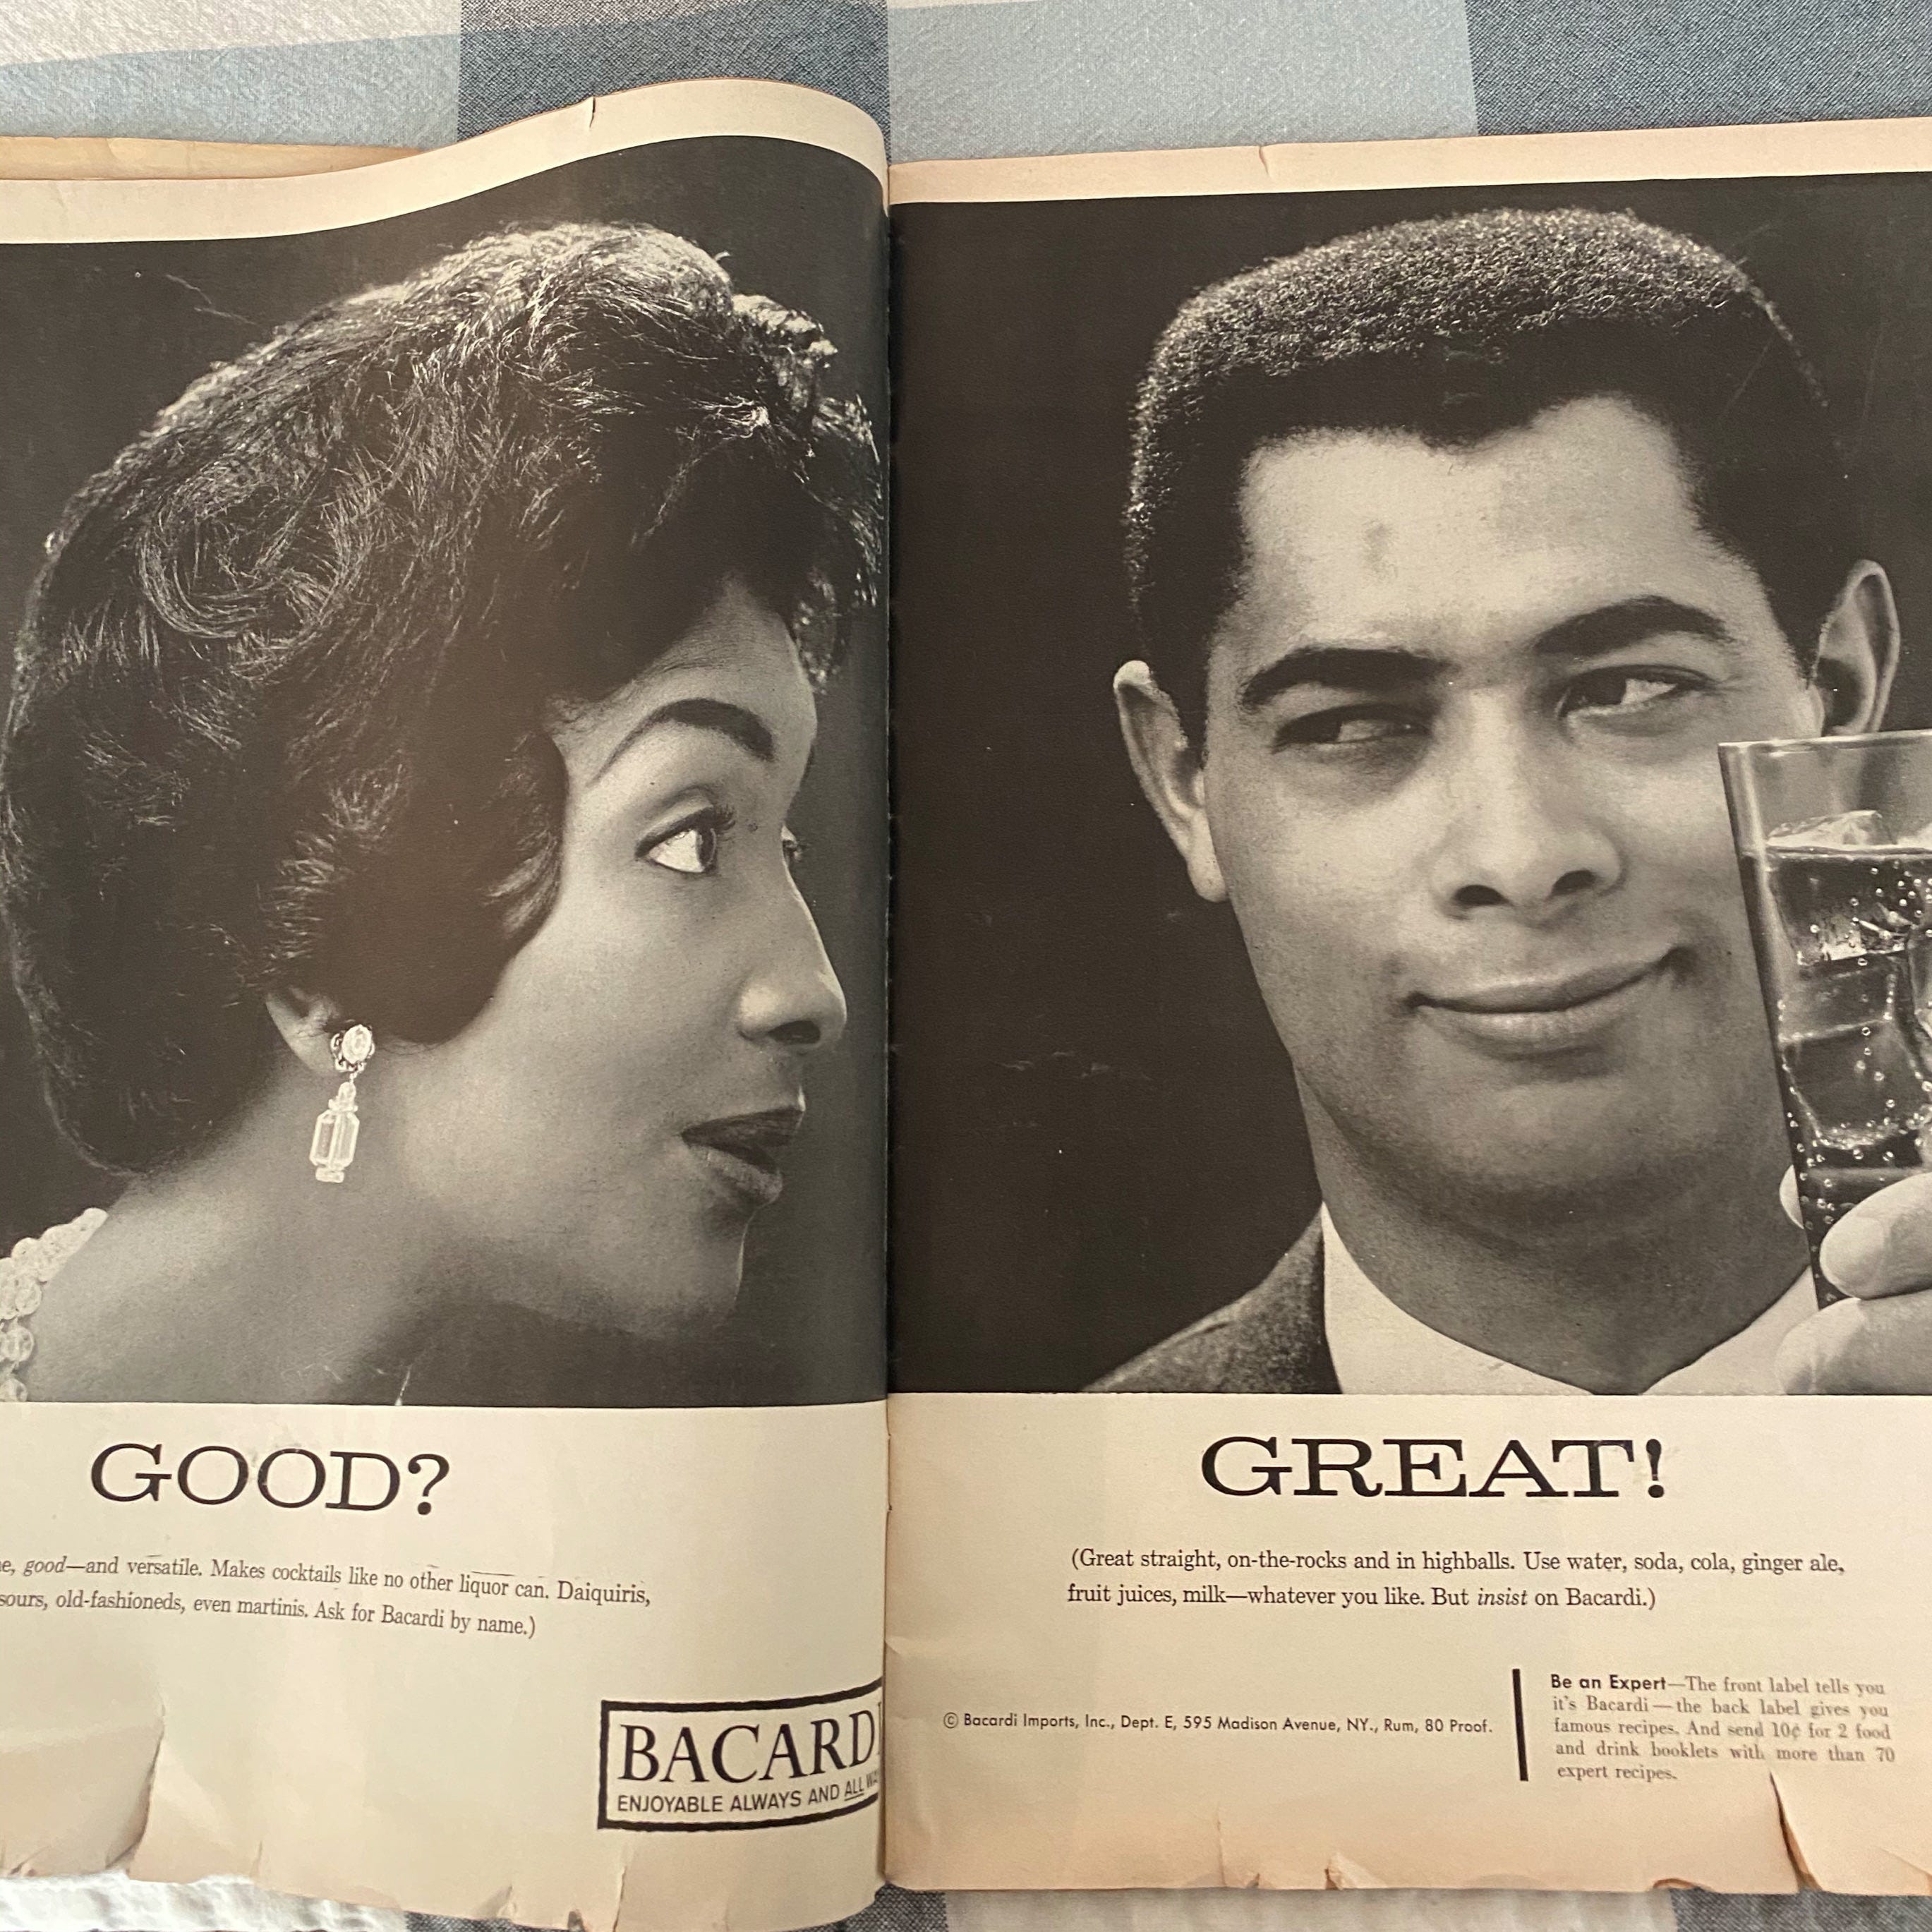 GOOD?
good—and versatile. Makes cocktails like no other liquor can. Daiquiris,
sours, old-fashioneds, even martinis. Ask for Bacardi by name.)
BACARDI
ENJOYABLE ALWAYS AND ALL
GREAT!
(Great straight, on-the-rocks and in highballs. Use water, soda, cola, ginger ale,
fruit juices, milk—whatever you like. But insist on Bacardi.)
© Bacardi Imports, Inc., Dept. E, 595 Madison Avenue, NY., Rum, 80 Proof.
Be an Expert—The front label tells you
it's Bacardi—the back label gives you
famous recipes. And send 10¢ for 2 food
and drink booklets with more than 70
expert recipes.